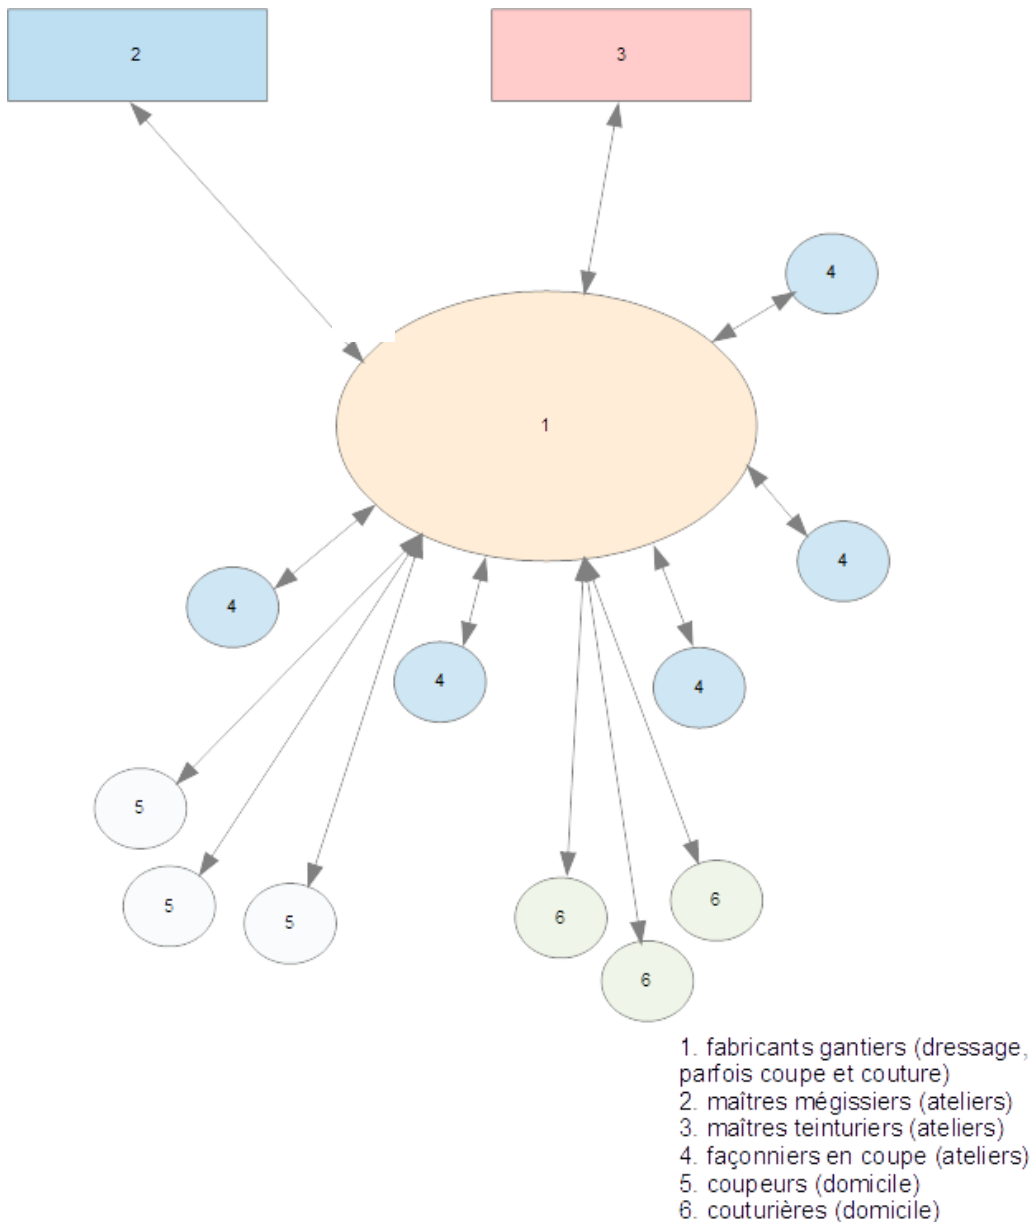 2
3
4
1
4
4
4
4
5
6
5
5
6
6
1. fabricants gantiers (dressage,
parfois coupe et couture)
2. maîtres mégissiers (ateliers)
3. maîtres teinturiers (ateliers)
4. façonniers en coupe (ateliers)
5. coupeurs (domicile)
6. couturières (domicile)